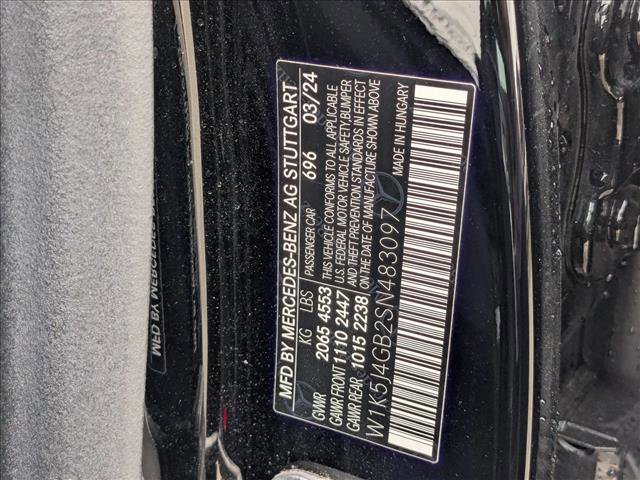 MFD BY MERCEDES-BENZ AG STUTTGART
KG LBS PASSENGER CAR 696 03/24
GVWR 2065 4553 THIS VEHICLE CONFORMS TO ALL APPLICABLE
GAWR FRONT 1110 2447 U.S. FEDERAL MOTOR VEHICLE SAFETY, BUMPER
GAWR REAR 1015 2238 AND THEFT PREVENTION STANDARDS IN EFFECT
ON THE DATE OF MANUFACTURE SHOWN ABOVE
W1K5J4GB2SN483097 MADE IN HUNGARY